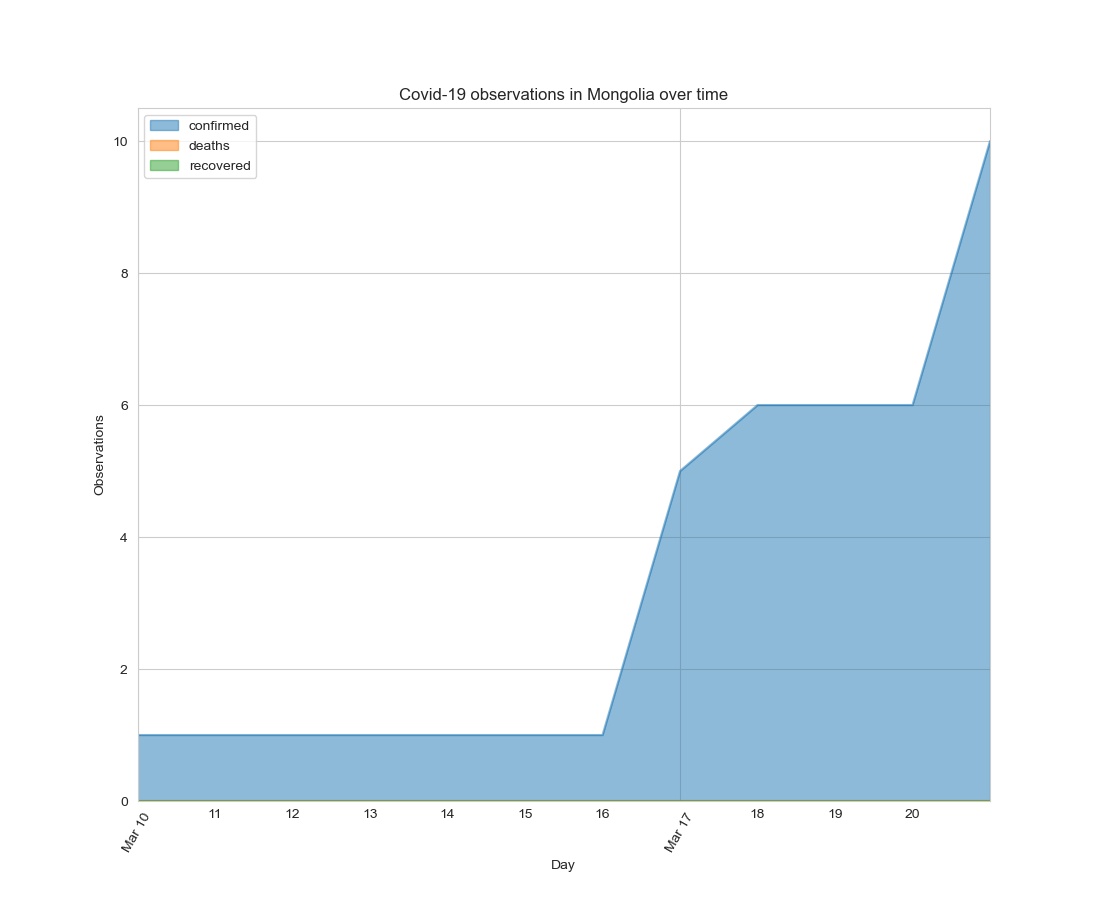 Covid-19 observations in Mongolia over time
confirmed
deaths
recovered
10
8
6
4
2
0
Observations
Mar 10
11
12
13
14
15
16
Mar 17
18
19
20
Day